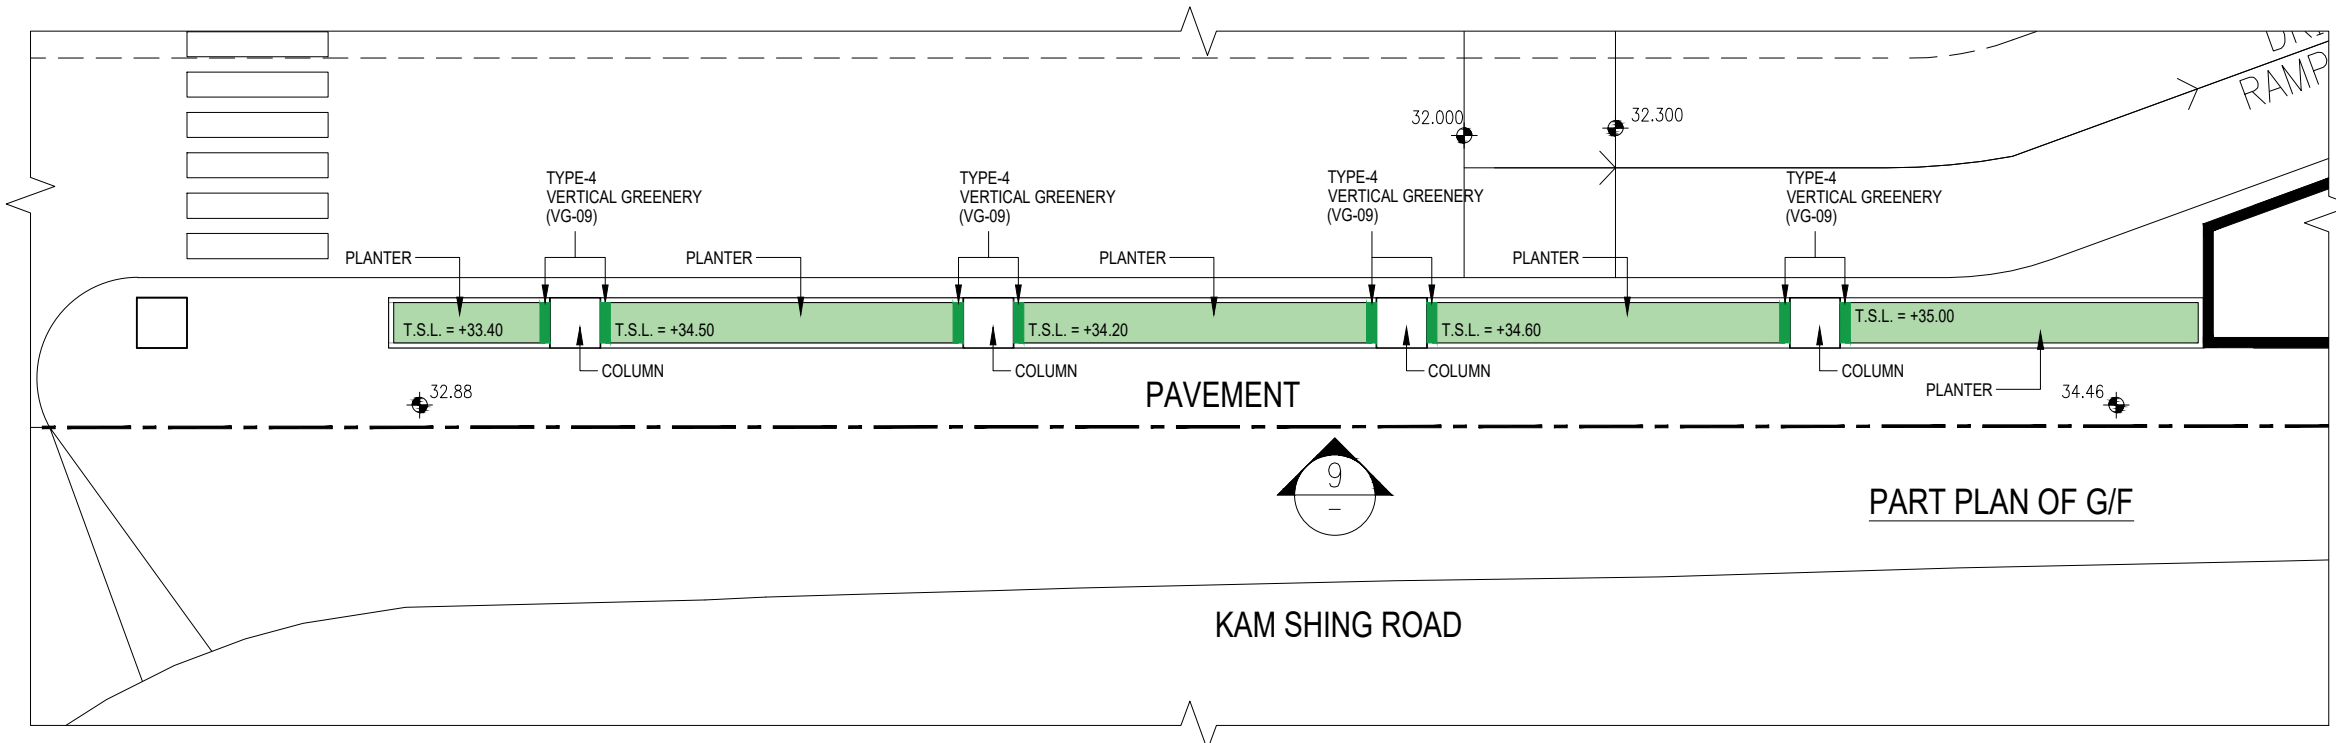 DRI
RAMP
32.000
32.300
TYPE-4
VERTICAL GREENERY
(VG-09)
TYPE-4
VERTICAL GREENERY
(VG-09)
TYPE-4
VERTICAL GREENERY
(VG-09)
TYPE-4
VERTICAL GREENERY
(VG-09)
PLANTER
PLANTER
PLANTER
PLANTER
T.S.L. = +33.40
T.S.L. = +34.50
T.S.L. = +34.20
T.S.L. = +34.60
T.S.L. = +35.00
COLUMN
COLUMN
COLUMN
COLUMN
32.88
PAVEMENT
PLANTER
34.46
9
-
PART PLAN OF G/F
KAM SHING ROAD